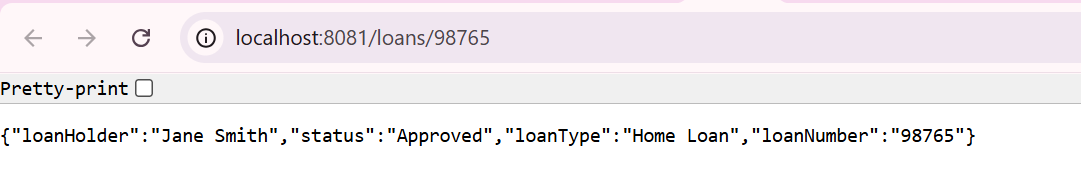 localhost:8081/loans/98765
Pretty-print
{"loanHolder":"Jane Smith","status":"Approved","loanType":"Home Loan","loanNumber":"98765"}